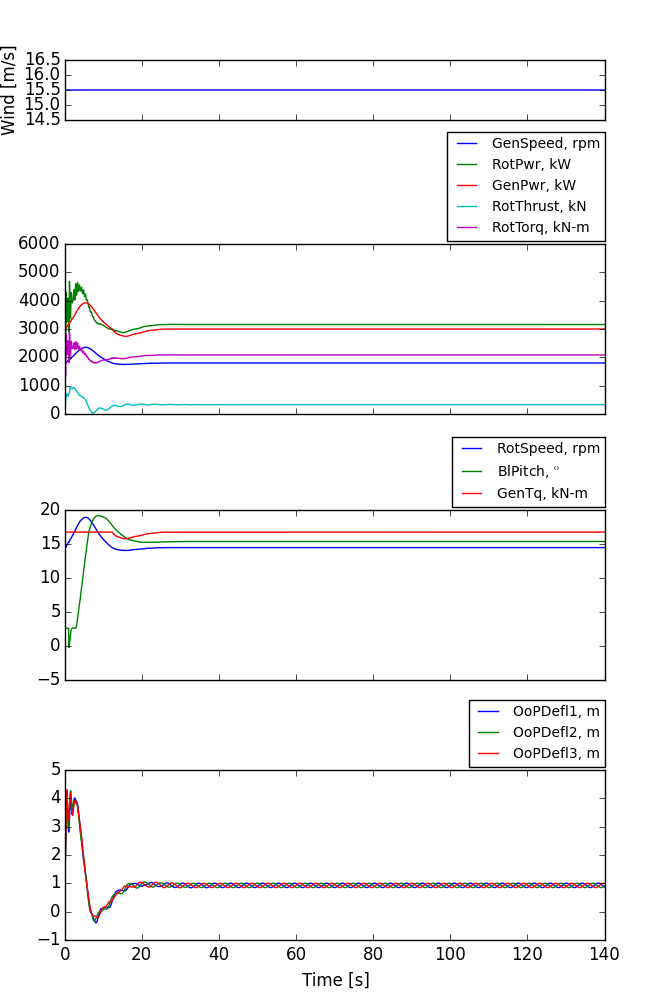 Wind [m/s]
16.5
16.0
15.5
15.0
14.5
GenSpeed, rpm
RotPwr, kW
GenPwr, kW
RotThrust, kN
RotTorq, kN-m
6000
5000
4000
3000
2000
1000
0
RotSpeed, rpm
BlPitch, °
GenTq, kN-m
20
15
10
5
0
−5
OoPDefl1, m
OoPDefl2, m
OoPDefl3, m
5
4
3
2
1
0
−1
0 20 40 60 80 100 120 140
Time [s]